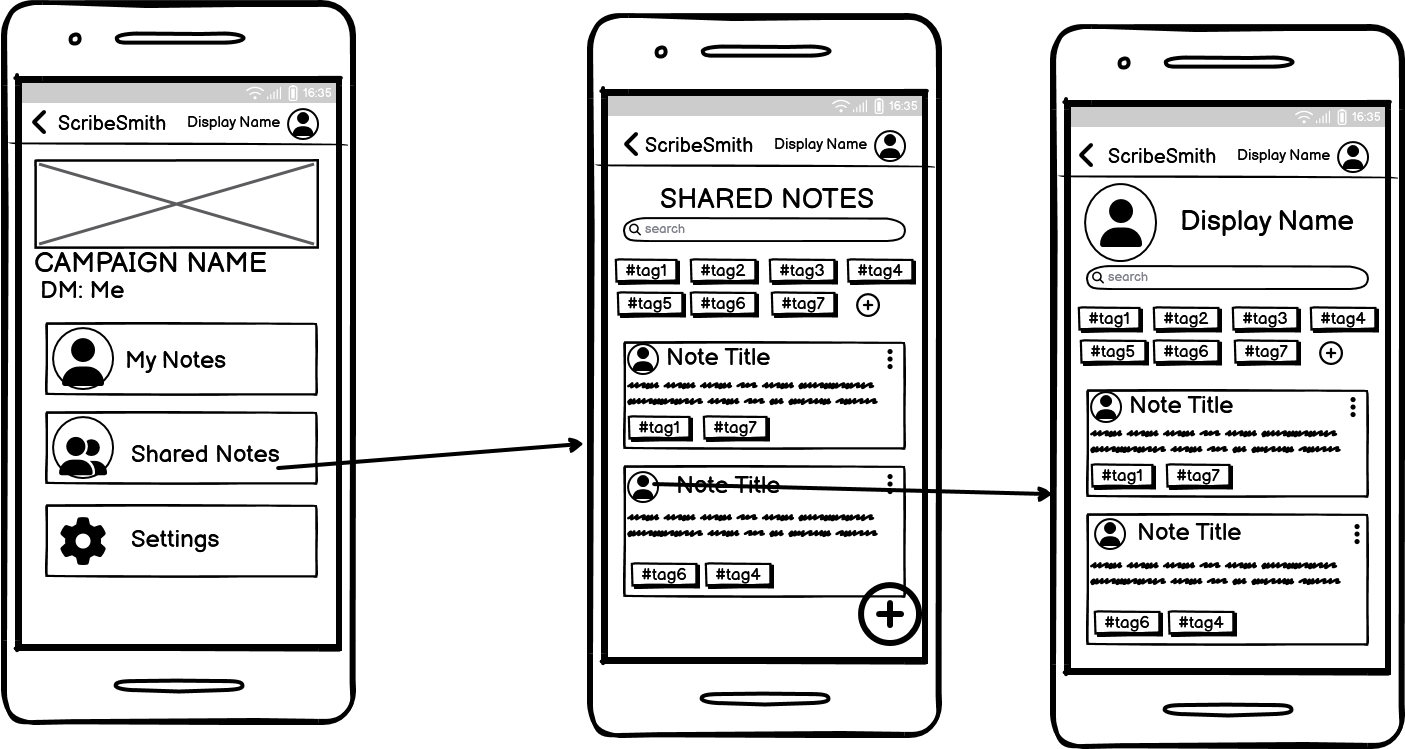 16:35
ScribeSmith Display Name
CAMPAIGN NAME
DM: Me
My Notes
Shared Notes
Settings
16:35
ScribeSmith Display Name
SHARED NOTES
search
#tag1 #tag2 #tag3 #tag4
#tag5 #tag6 #tag7
Note Title
#tag1 #tag7
Note Title
#tag6 #tag4
16:35
ScribeSmith Display Name
Display Name
search
#tag1 #tag2 #tag3 #tag4
#tag5 #tag6 #tag7
Note Title
#tag1 #tag7
Note Title
#tag6 #tag4